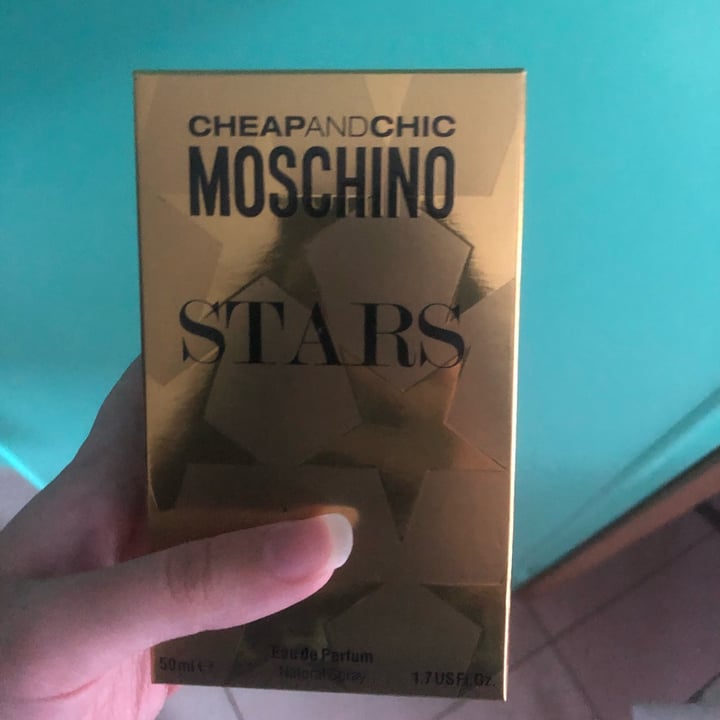 CHEAPANDCHIC
MOSCHINO
STARS
Eau de Parfum
Natural Spray
50 ml e 1.7 US Fl. Oz.